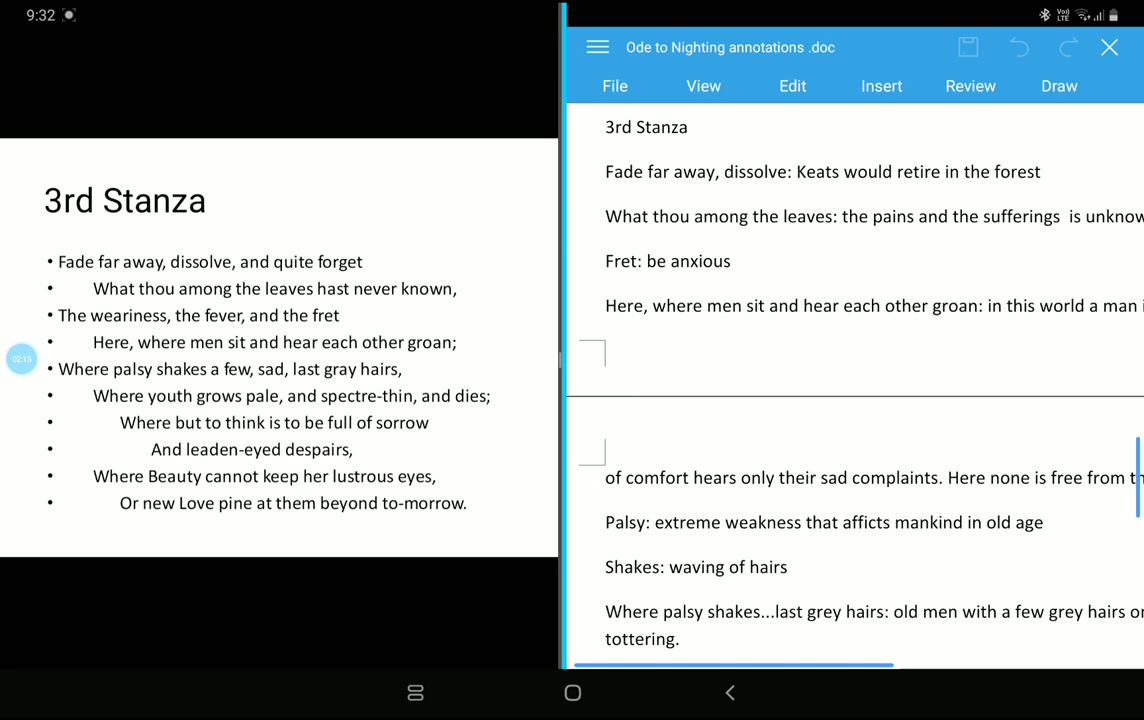 9:32
3rd Stanza
• Fade far away, dissolve, and quite forget
• What thou among the leaves hast never known,
• The weariness, the fever, and the fret
• Here, where men sit and hear each other groan;
• Where palsy shakes a few, sad, last gray hairs,
• Where youth grows pale, and spectre-thin, and dies;
• Where but to think is to be full of sorrow
• And leaden-eyed despairs,
• Where Beauty cannot keep her lustrous eyes,
• Or new Love pine at them beyond to-morrow.
02:15
Vo) LTE
Ode to Nighting annotations .doc
File View Edit Insert Review Draw
3rd Stanza
Fade far away, dissolve: Keats would retire in the forest
What thou among the leaves: the pains and the sufferings is unknow
Fret: be anxious
Here, where men sit and hear each other groan: in this world a man
of comfort hears only their sad complaints. Here none is free from th
Palsy: extreme weakness that afficts mankind in old age
Shakes: waving of hairs
Where palsy shakes...last grey hairs: old men with a few grey hairs or
tottering.